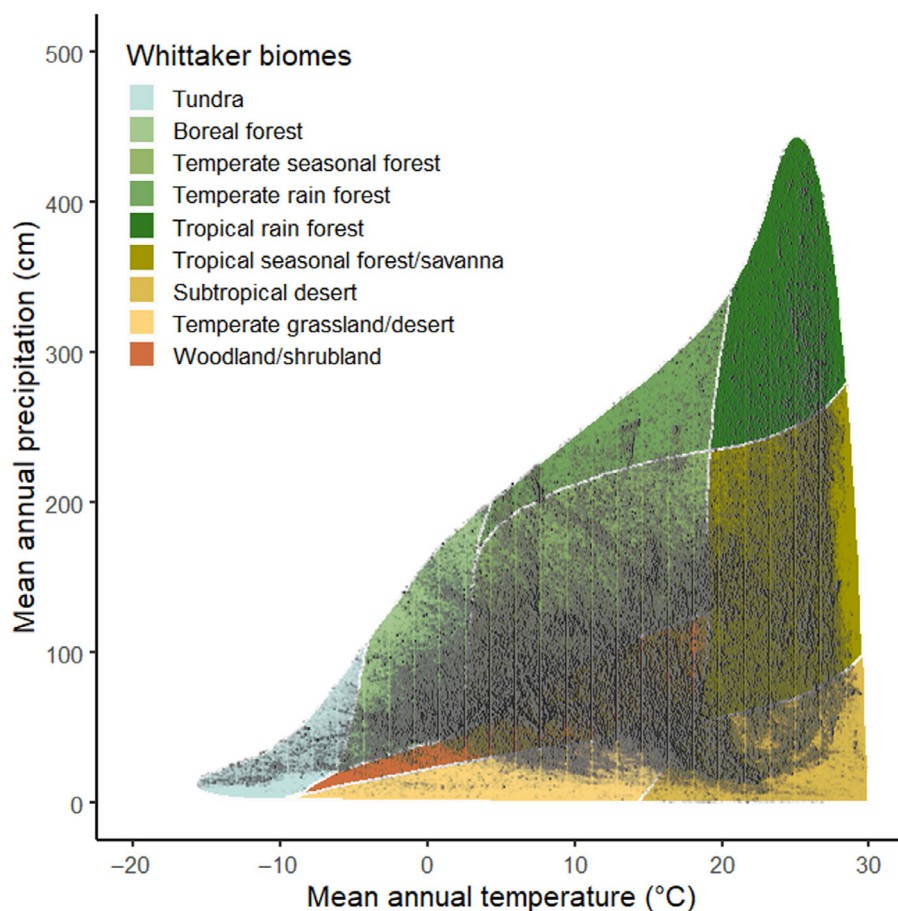 Whittaker biomes
Tundra
Boreal forest
Temperate seasonal forest
Temperate rain forest
Tropical rain forest
Tropical seasonal forest/savanna
Subtropical desert
Temperate grassland/desert
Woodland/shrubland
Mean annual precipitation (cm)
500
400
300
200
100
0
−20
−10
0
10
20
30
Mean annual temperature (°C)